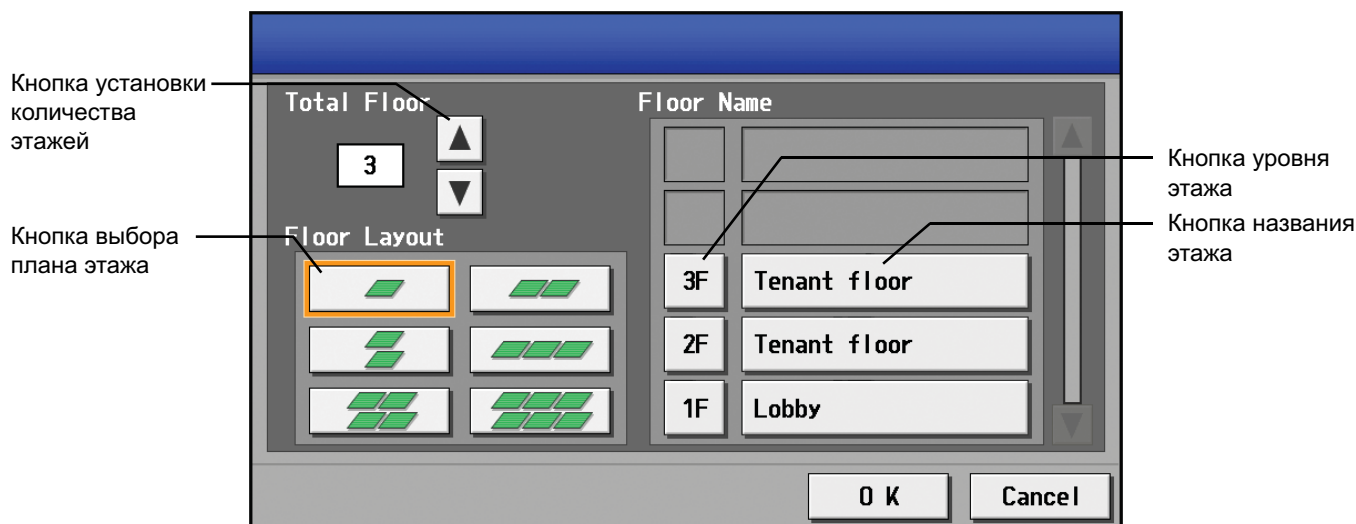 Кнопка установки
количества
этажей
Total Floor
3
Кнопка выбора
плана этажа
Floor Layout
Floor Name
3F Tenant floor
2F Tenant floor
1F Lobby
Кнопка уровня
этажа
Кнопка названия
этажа
OK Cancel